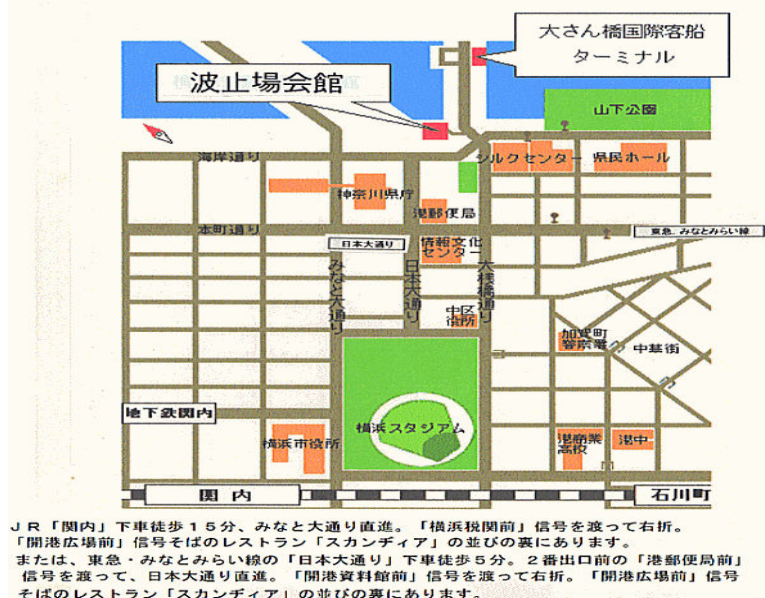 大さん橋国際客船
ターミナル
波止場会館
山下公園
海岸通り
シルクセンター
県民ホール
神奈川県庁
港郵便局
本町通り
東急 みなとみらい線
日本大通り
情報文化
センター
みなと大通り
日本大通り
大桟橋通り
中区
役所
加賀町
警察署
中華街
地下鉄関内
横浜スタジアム
横浜市役所
港商業
高校
港中
関内
石川町
JR「関内」下車徒歩15分、みなと大通り直進。「横浜税関前」信号を渡って右折。
「開港広場前」信号そばのレストラン「スカンディア」の並びの裏にあります。
または、東急・みなとみらい線の「日本大通り」下車徒歩5分。2番出口前の「港郵便局前」
信号を渡って、日本大通り直進。「開港資料館前」信号を渡って右折。「開港広場前」信号
そばのレストラン「スカンディア」の並びの裏にあります。